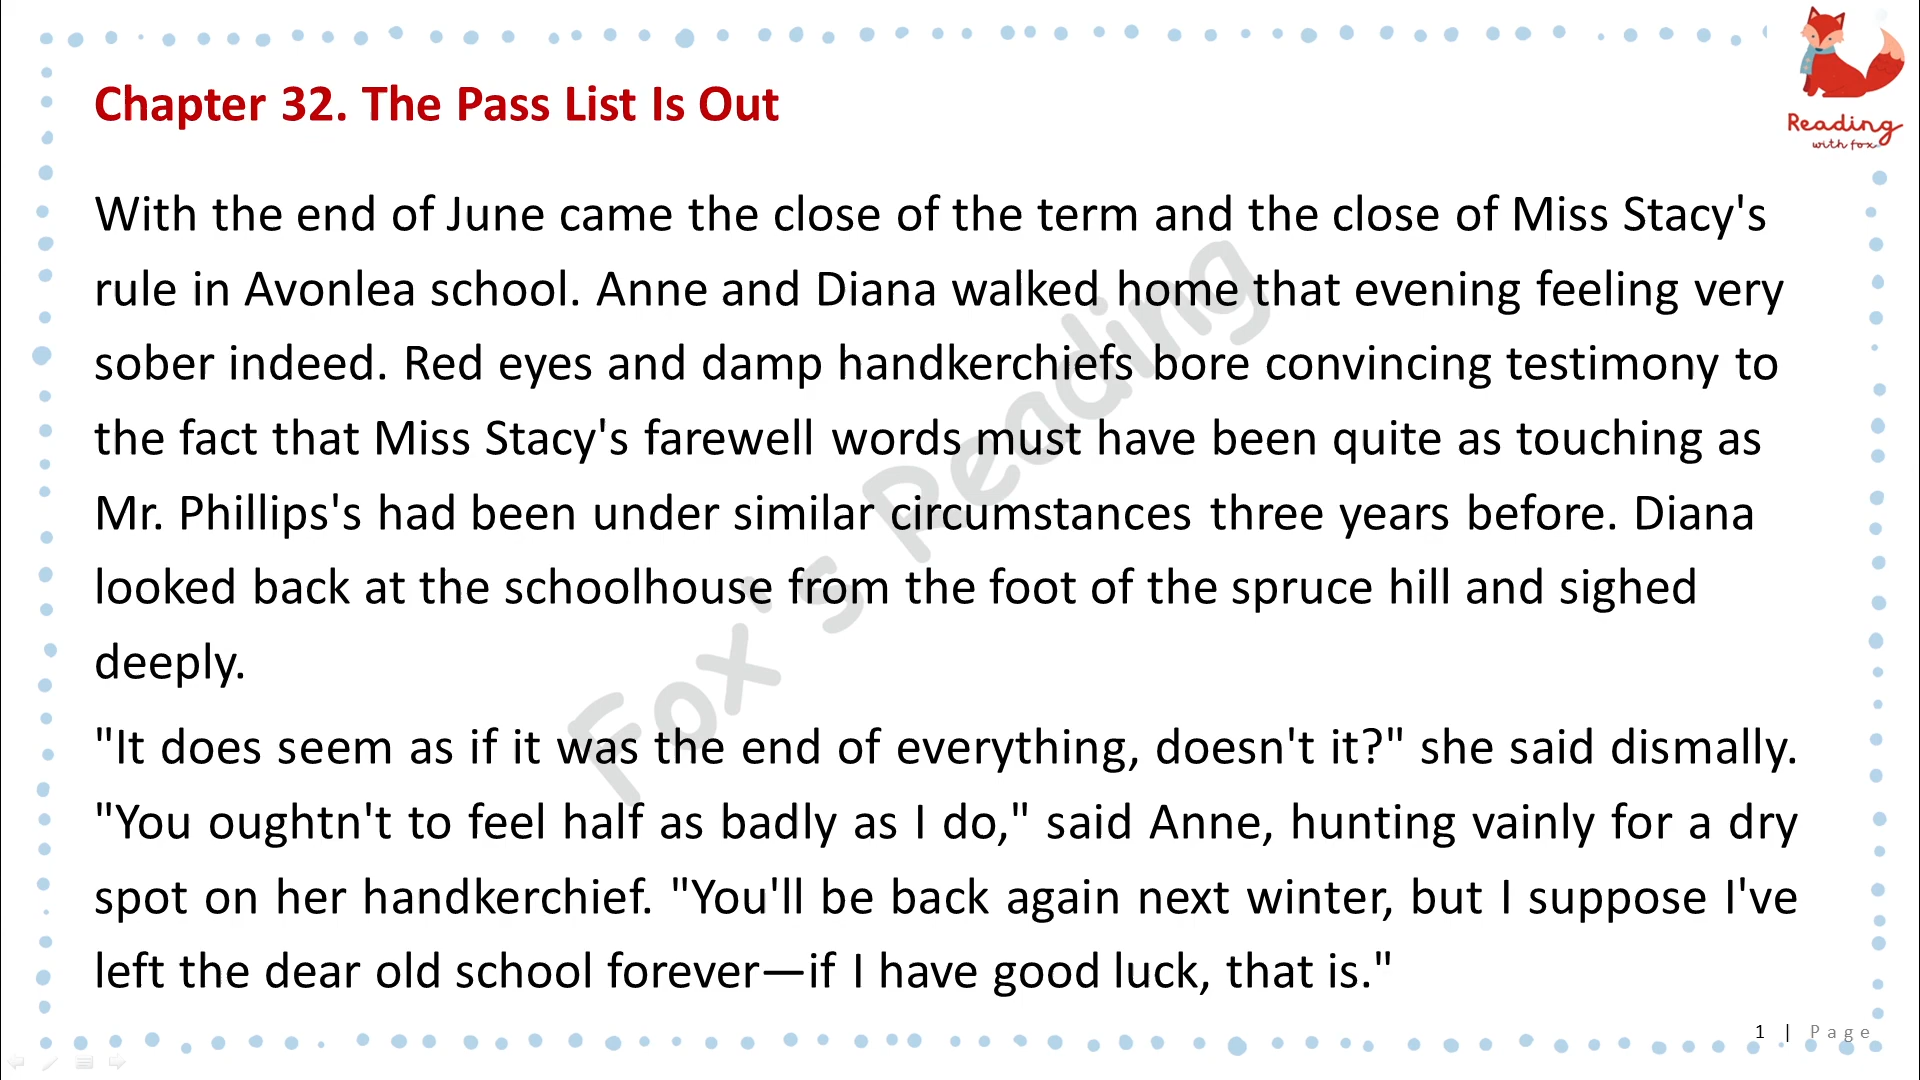 Chapter 32. The Pass List Is Out
Reading
with fox
With the end of June came the close of the term and the close of Miss Stacy's
rule in Avonlea school. Anne and Diana walked home that evening feeling very
sober indeed. Red eyes and damp handkerchiefs bore convincing testimony to
the fact that Miss Stacy's farewell words must have been quite as touching as
Mr. Phillips's had been under similar circumstances three years before. Diana
looked back at the schoolhouse from the foot of the spruce hill and sighed
deeply.
"It does seem as if it was the end of everything, doesn't it?" she said dismally.
"You oughtn't to feel half as badly as I do," said Anne, hunting vainly for a dry
spot on her handkerchief. "You'll be back again next winter, but I suppose I've
left the dear old school forever—if I have good luck, that is."
Fox's Reading
1 | Page